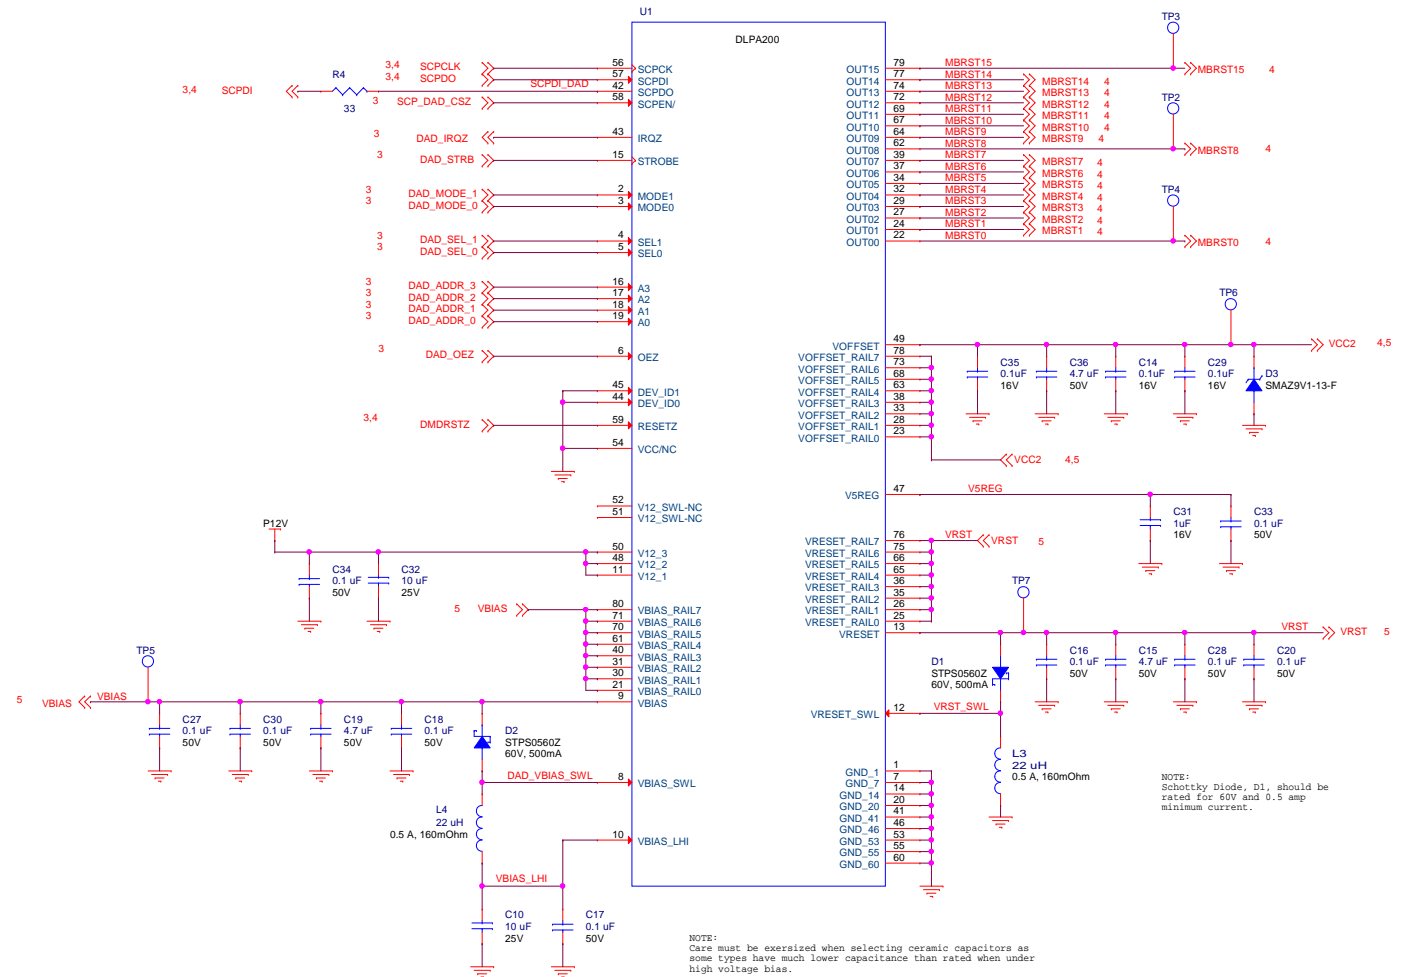 U1
DLPA200
3,4 SCPCLK 56 SCPCK
3,4 SCPDO 57 SCPDI
3,4 SCPDI R4 33 SCPDI_DAD 42 SCPDO
3 SCP_DAD_CSZ 58 SCPEN/
3 DAD_IRQZ 43 IRQZ
3 DAD_STRB 15 STROBE
3 DAD_MODE_1 2 MODE1
3 DAD_MODE_0 3 MODE0
3 DAD_SEL_1 4 SEL1
3 DAD_SEL_0 5 SEL0
3 DAD_ADDR_3 16 A3
3 DAD_ADDR_2 17 A2
3 DAD_ADDR_1 18 A1
3 DAD_ADDR_0 19 A0
3 DAD_OEZ 6 OEZ
45 DEV_ID1
44 DEV_ID0
3,4 DMDRSTZ 59 RESETZ
54 VCC/NC
52 V12_SWL-NC
51 V12_SWL-NC
P12V
50 V12_3
48 V12_2
11 V12_1
C34
0.1 uF
50V
C32
10 uF
25V
5 VBIAS 80 VBIAS_RAIL7
71 VBIAS_RAIL6
70 VBIAS_RAIL5
61 VBIAS_RAIL4
40 VBIAS_RAIL3
31 VBIAS_RAIL2
30 VBIAS_RAIL1
21 VBIAS_RAIL0
TP5
5 VBIAS VBIAS 9 VBIAS
C27
0.1 uF
50V
C30
0.1 uF
50V
C19
4.7 uF
50V
C18
0.1 uF
50V
D2
STPS0560Z
60V, 500mA
DAD_VBIAS_SWL 8 VBIAS_SWL
L4
22 uH
0.5 A, 160mOhm
10 VBIAS_LHI
VBIAS_LHI
C10
10 uF
25V
C17
0.1 uF
50V
TP3
OUT15 79 MBRST15 MBRST15 4
OUT14 77 MBRST14 MBRST14 4
OUT13 74 MBRST13 MBRST13 4
OUT12 72 MBRST12 MBRST12 4
OUT11 69 MBRST11 MBRST11 4
OUT10 67 MBRST10 MBRST10 4
OUT09 64 MBRST9 MBRST9 4
TP2
OUT08 62 MBRST8 MBRST8 4
OUT07 39 MBRST7 MBRST7 4
OUT06 37 MBRST6 MBRST6 4
OUT05 34 MBRST5 MBRST5 4
OUT04 32 MBRST4 MBRST4 4
OUT03 29 MBRST3 MBRST3 4
OUT02 27 MBRST2 MBRST2 4
OUT01 24 MBRST1 MBRST1 4
TP4
OUT00 22 MBRST0 MBRST0 4
TP6
VOFFSET 49 VCC2 4,5
VOFFSET_RAIL7 78
VOFFSET_RAIL6 73
VOFFSET_RAIL5 68
VOFFSET_RAIL4 63
VOFFSET_RAIL3 38
VOFFSET_RAIL2 33
VOFFSET_RAIL1 28
VOFFSET_RAIL0 23
VCC2 4,5
C35
0.1uF
16V
C36
4.7 uF
50V
C14
0.1uF
16V
C29
0.1uF
16V
D3
SMAZ9V1-13-F
V5REG 47 V5REG
C31
1uF
16V
C33
0.1 uF
50V
VRESET_RAIL7 76 VRST VRST 5
VRESET_RAIL6 75
VRESET_RAIL5 66
VRESET_RAIL4 65
VRESET_RAIL3 36
VRESET_RAIL2 35
VRESET_RAIL1 26
VRESET_RAIL0 25
TP7
VRESET 13 VRST VRST 5
D1
STPS0560Z
60V, 500mA
C16
0.1 uF
50V
C15
4.7 uF
50V
C28
0.1 uF
50V
C20
0.1 uF
50V
VRESET_SWL 12 VRST_SWL
L3
22 uH
0.5 A, 160mOhm
GND_1 1
GND_7 7
GND_14 14
GND_20 20
GND_41 41
GND_46 46
GND_53 53
GND_55 55
GND_60 60
NOTE:
Schottky Diode, D1, should be
rated for 60V and 0.5 amp
minimum current.
NOTE:
Care must be exersized when selecting ceramic capacitors as
some types have much lower capacitance than rated when under
high voltage bias.